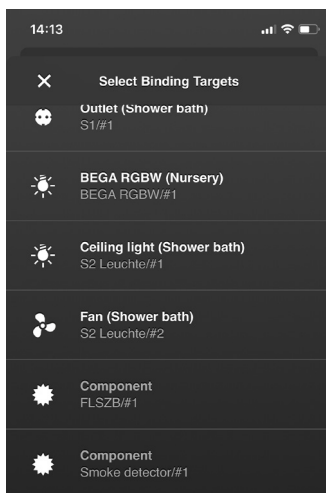 14:13
Select Binding Targets
Outlet (Shower bath)
S1/#1
BEGA RGBW (Nursery)
BEGA RGBW/#1
Ceiling light (Shower bath)
S2 Leuchte/#1
Fan (Shower bath)
S2 Leuchte/#2
Component
FLSZB/#1
Component
Smoke detector/#1